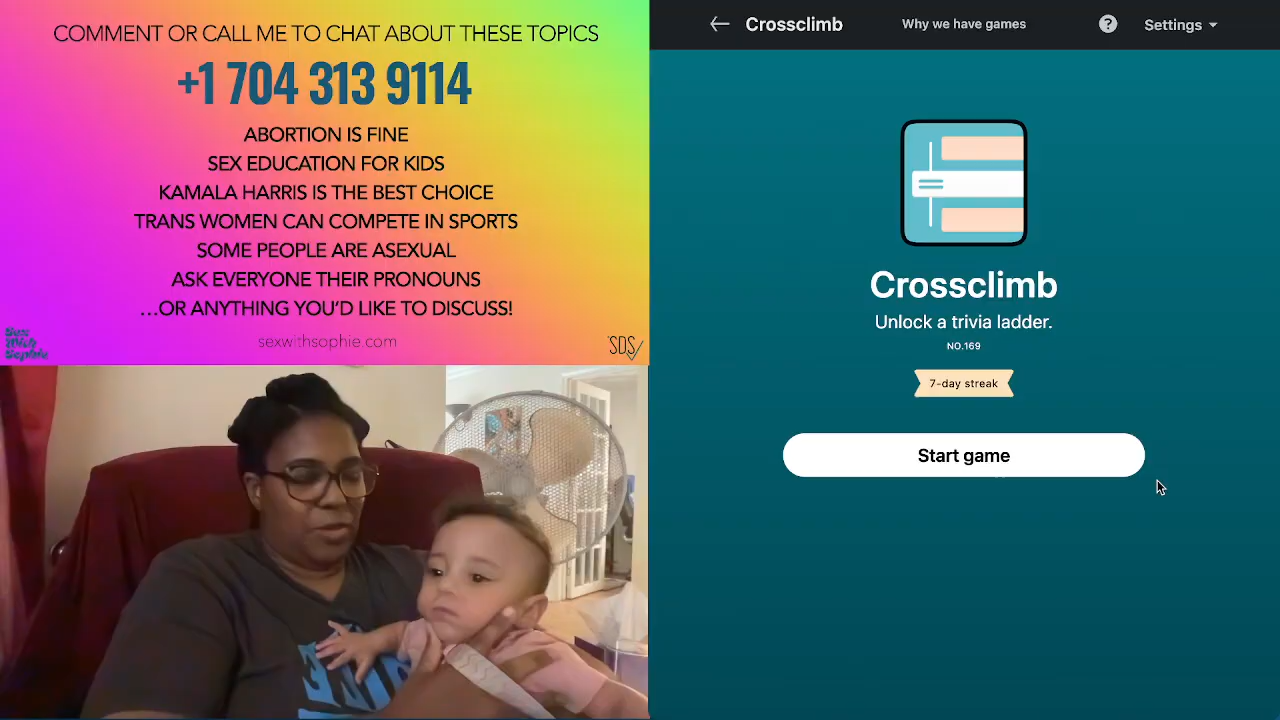 COMMENT OR CALL ME TO CHAT ABOUT THESE TOPICS
+1 704 313 9114
ABORTION IS FINE
SEX EDUCATION FOR KIDS
KAMALA HARRIS IS THE BEST CHOICE
TRANS WOMEN CAN COMPETE IN SPORTS
SOME PEOPLE ARE ASEXUAL
ASK EVERYONE THEIR PRONOUNS
...OR ANYTHING YOU'D LIKE TO DISCUSS!
sexwithsophie.com
Sex
With
Sophie
SDS
Crossclimb
Why we have games
?
Settings
Crossclimb
Unlock a trivia ladder.
NO.169
7-day streak
Start game